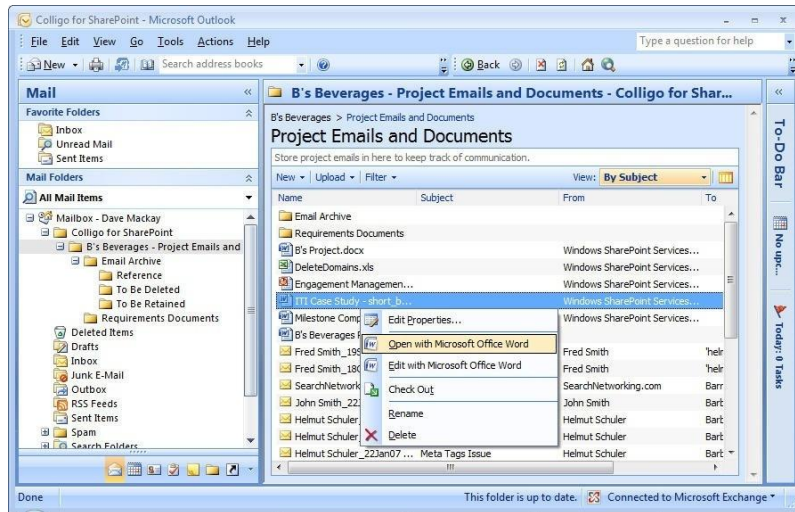 Colligo for SharePoint - Microsoft Outlook
File Edit View Go Tools Actions Help
Type a question for help
New Search address books
Back
Mail
Favorite Folders
Inbox
Unread Mail
Sent Items
Mail Folders
All Mail Items
Mailbox - Dave Mackay
Colligo for SharePoint
B's Beverages - Project Emails and
Email Archive
Reference
To Be Deleted
To Be Retained
Requirements Documents
Deleted Items
Drafts
Inbox
Junk E-Mail
Outbox
RSS Feeds
Sent Items
Spam
Search Folders
B's Beverages - Project Emails and Documents - Colligo for Shar...
B's Beverages > Project Emails and Documents
Project Emails and Documents
Store project emails in here to keep track of communication.
New Upload Filter View: By Subject
Name Subject From To
Email Archive
Requirements Documents
B's Project.docx Windows SharePoint Services...
DeleteDomains.xls Windows SharePoint Services...
Engagement Managemen... Windows SharePoint Services...
ITI Case Study - short_b... Windows SharePoint Services...
Milestone Comp Windows SharePoint Services...
B's Beverages
Fred Smith_19 Fred Smith 'helr
Fred Smith_18 Fred Smith 'helr
SearchNetwork SearchNetworking.com Barr
John Smith_22 John Smith Bart
Helmut Schuler Helmut Schuler Bart
Helmut Schuler Helmut Schuler Bart
Helmut Schuler_22Jan07 ... Meta Tags Issue Helmut Schuler Bart
Edit Properties...
Open with Microsoft Office Word
Edit with Microsoft Office Word
Check Out
Rename
Delete
To-Do Bar
No upc...
Today: 0 Tasks
Done
This folder is up to date. Connected to Microsoft Exchange